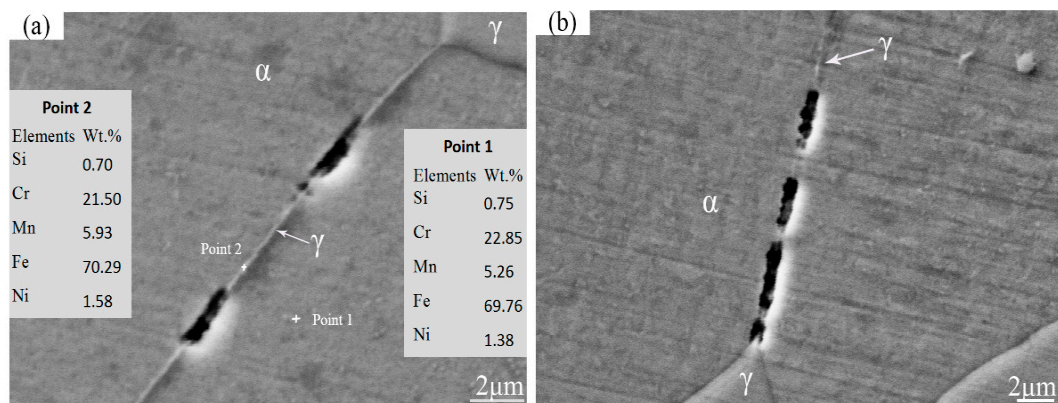 (a)
γ
α
Point 2
Elements Wt.%
Si 0.70
Cr 21.50
Mn 5.93
Fe 70.29
Ni 1.58
Point 1
Elements Wt.%
Si 0.75
Cr 22.85
Mn 5.26
Fe 69.76
Ni 1.38
Point 2
γ
Point 1
2μm
(b)
γ
α
γ
2μm